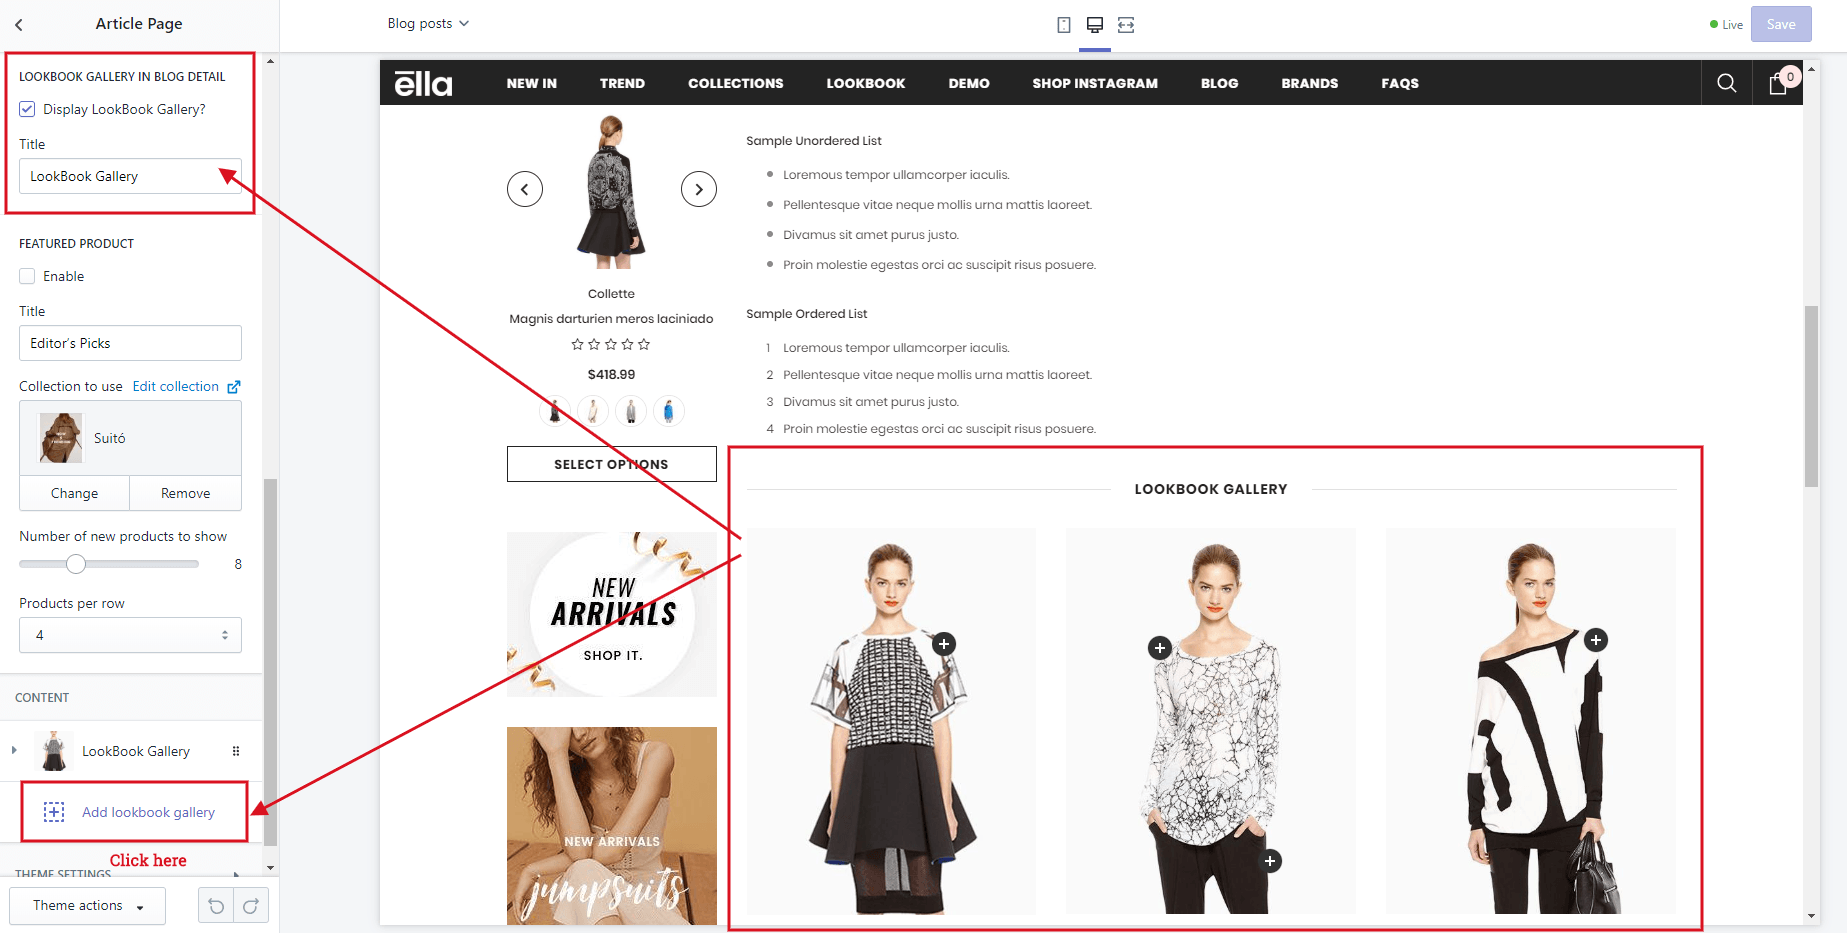 Article Page
Blog posts
Live
Save
LOOKBOOK GALLERY IN BLOG DETAIL
Display LookBook Gallery?
Title
LookBook Gallery
FEATURED PRODUCT
Enable
Title
Editor's Picks
Collection to use Edit collection
Suitó
Change Remove
Number of new products to show
8
Products per row
4
CONTENT
LookBook Gallery
Add lookbook gallery
Click here
THEME SETTINGS
Theme actions
ēlla
NEW IN TREND COLLECTIONS LOOKBOOK DEMO SHOP INSTAGRAM BLOG BRANDS FAQS
0
Collette
Magnis darturien meros laciniado
$418.99
SELECT OPTIONS
NEW
ARRIVALS
SHOP IT.
NEW ARRIVALS
jumpsuits
Sample Unordered List
Loremous tempor ullamcorper iaculis.
Pellentesque vitae neque mollis urna mattis laoreet.
Divamus sit amet purus justo.
Proin molestie egestas orci ac suscipit risus posuere.
Sample Ordered List
1 Loremous tempor ullamcorper iaculis.
2 Pellentesque vitae neque mollis urna mattis laoreet.
3 Divamus sit amet purus justo.
4 Proin molestie egestas orci ac suscipit risus posuere.
LOOKBOOK GALLERY